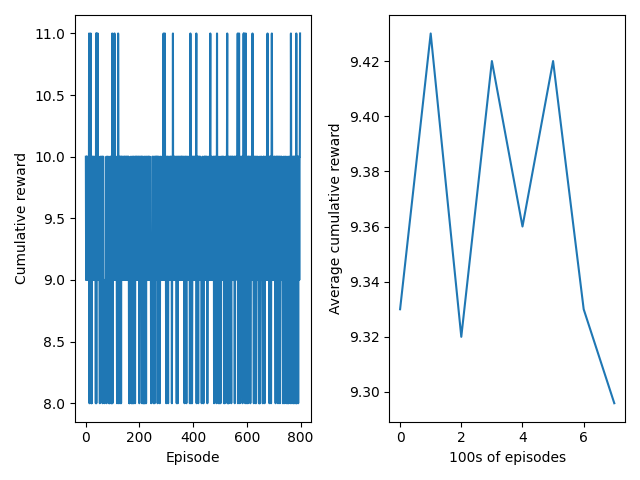 Cumulative reward
11.0
10.5
10.0
9.5
9.0
8.5
8.0
0 200 400 600 800
Episode
Average cumulative reward
9.42
9.40
9.38
9.36
9.34
9.32
9.30
0 2 4 6
100s of episodes